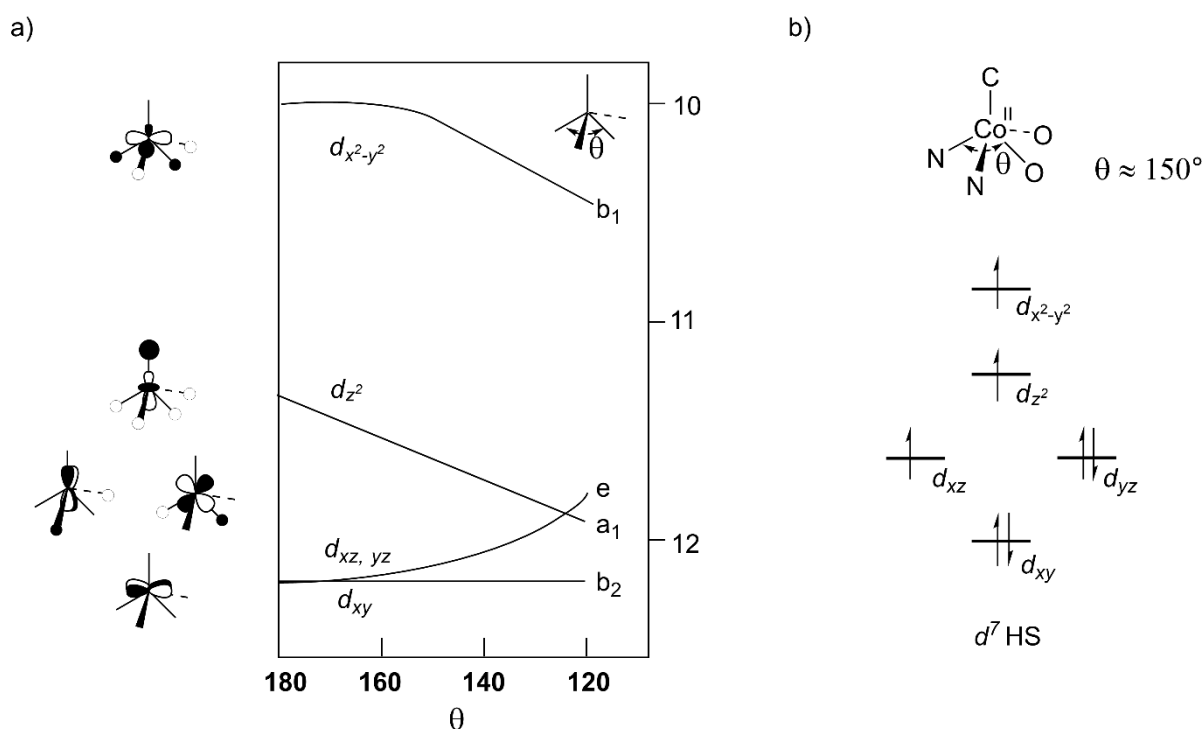 a)
b)
10
11
12
d_{x²-y²}
b₁
θ
d_{z²}
e
a₁
d_{xz, yz}
b₂
d_{xy}
180
160
140
120
θ
C
Co^{II}
O
N
θ
O
N
θ ≈ 150°
d_{x²-y²}
d_{z²}
d_{xz}
d_{yz}
d_{xy}
d⁷ HS